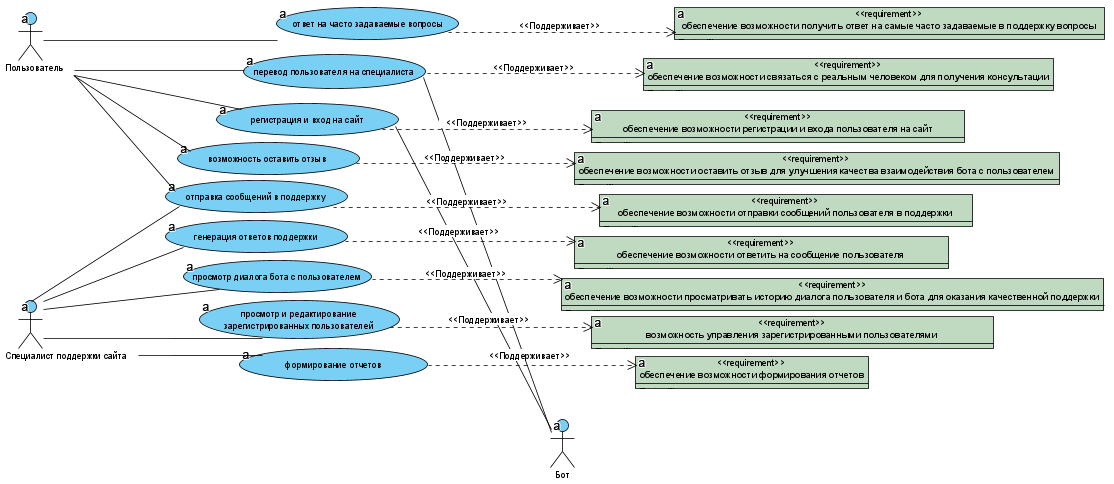 a
Пользователь
a
ответ на часто задаваемые вопросы
<<Поддерживает>>
a
<<requirement>>
обеспечение возможности получить ответ на самые часто задаваемые в поддержку вопросы
a
перевод пользователя на специалиста
<<Поддерживает>>
a
<<requirement>>
обеспечение возможности связаться с реальным человеком для получения консультации
a
регистрация и вход на сайт
<<Поддерживает>>
a
<<requirement>>
обеспечение возможности регистрации и входа пользователя на сайт
a
возможность оставить отзыв
<<Поддерживает>>
a
<<requirement>>
обеспечение возможности оставить отзыв для улучшения качества взаимодействия бота с пользователем
a
отправка сообщений в поддержку
<<Поддерживает>>
a
<<requirement>>
обеспечение возможности отправки сообщений пользователя в поддержки
a
генерация ответов поддержки
<<Поддерживает>>
a
<<requirement>>
обеспечение возможности ответить на сообщение пользователя
a
просмотр диалога бота с пользователем
<<Поддерживает>>
a
<<requirement>>
обеспечение возможности просматривать историю диалога пользователя и бота для оказания качественной поддержки
a
Специалист поддержки сайта
a
просмотр и редактирование
зарегистрированных пользователей
<<Поддерживает>>
a
<<requirement>>
возможность управления зарегистрированными пользователями
a
формирование отчетов
<<Поддерживает>>
a
<<requirement>>
обеспечение возможности формирования отчетов
a
Бот